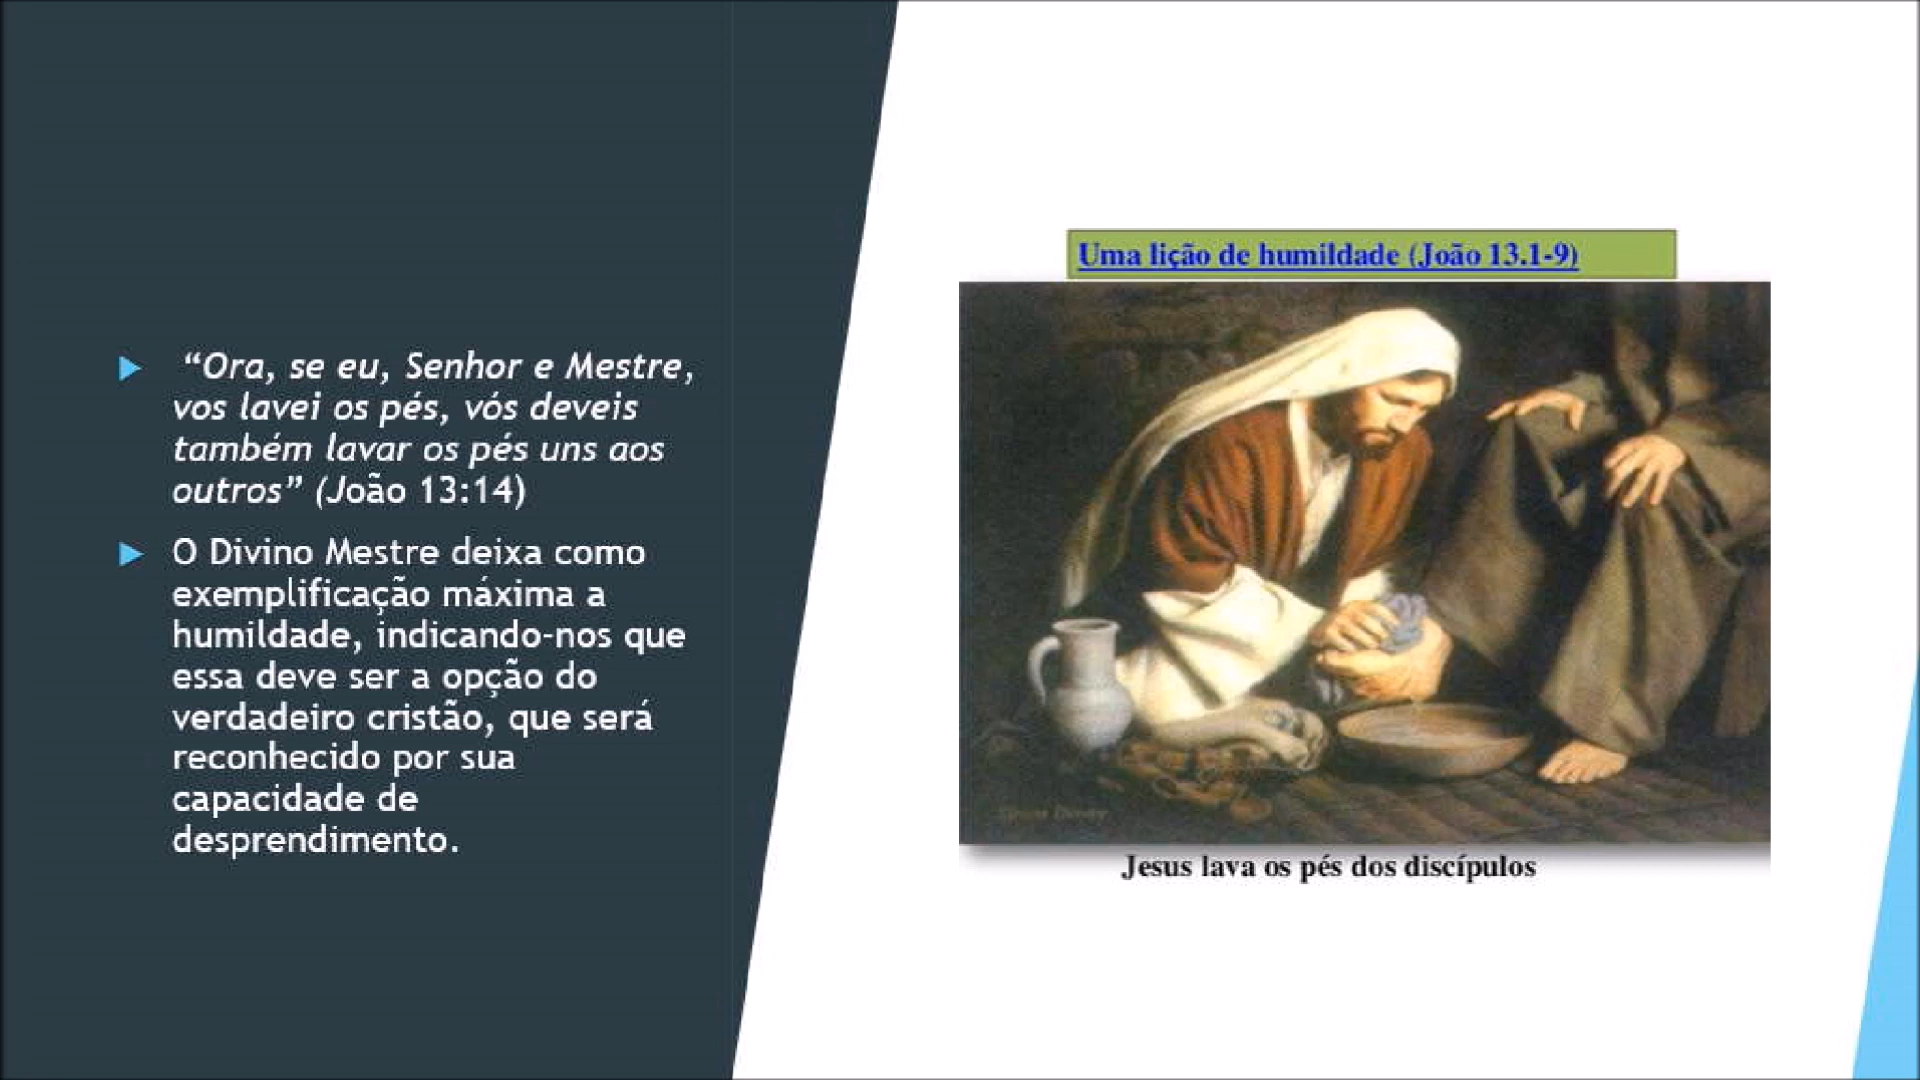 “Ora, se eu, Senhor e Mestre,
vos lavei os pés, vós deveis
também lavar os pés uns aos
outros” (João 13:14)
O Divino Mestre deixa como
exemplificação máxima a
humildade, indicando-nos que
essa deve ser a opção do
verdadeiro cristão, que será
reconhecido por sua
capacidade de
desprendimento.
Uma lição de humildade (João 13.1-9)
Jesus lava os pés dos discípulos